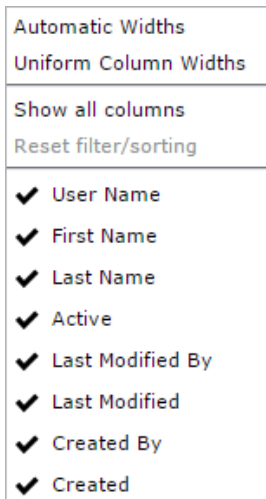 Automatic Widths
Uniform Column Widths
Show all columns
Reset filter/sorting
User Name
First Name
Last Name
Active
Last Modified By
Last Modified
Created By
Created